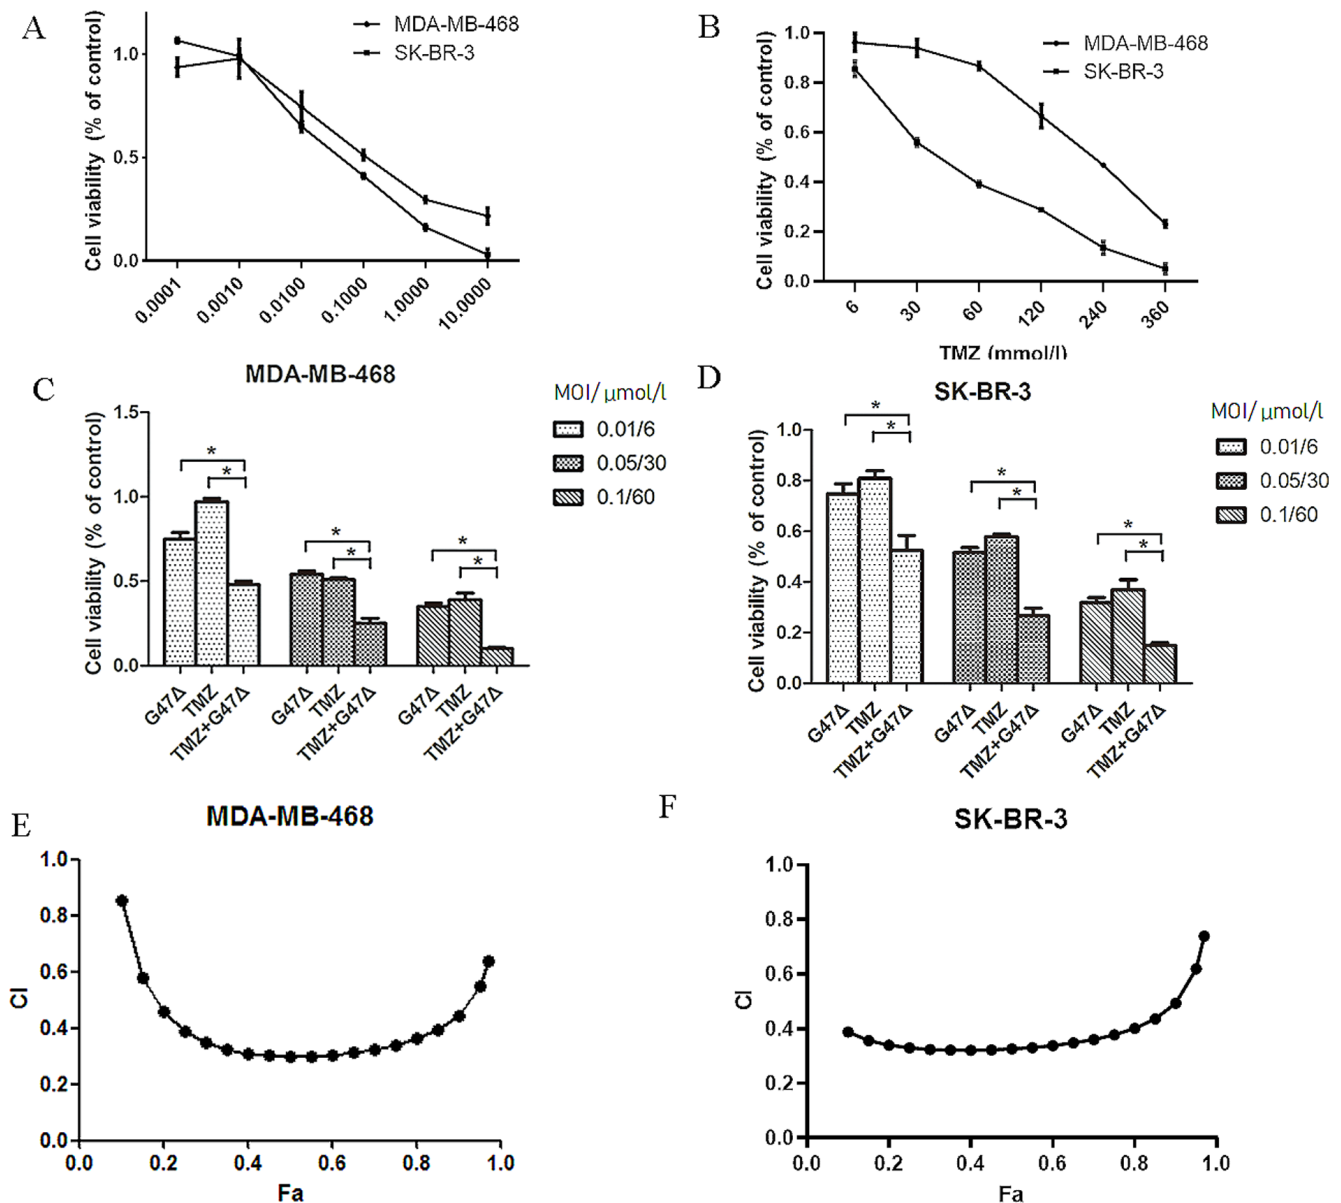 A
MDA-MB-468
SK-BR-3
Cell viability (% of control)
1.0
0.5
0.0
0.0001
0.0010
0.0100
0.1000
1.0000
10.0000
B
MDA-MB-468
SK-BR-3
Cell viability (% of control)
1.0
0.8
0.6
0.4
0.2
0.0
6
30
60
120
240
360
TMZ (mmol/l)
C
MDA-MB-468
MOI/ µmol/l
0.01/6
0.05/30
0.1/60
Cell viability (% of control)
1.5
1.0
0.5
0.0
* * * * * *
G47Δ
TMZ
TMZ+G47Δ
G47Δ
TMZ
TMZ+G47Δ
G47Δ
TMZ
TMZ+G47Δ
D
SK-BR-3
MOI/ µmol/l
0.01/6
0.05/30
0.1/60
Cell viability (% of control)
1.0
0.8
0.6
0.4
0.2
0.0
* * * * * *
G47Δ
TMZ
TMZ+G47Δ
G47Δ
TMZ
TMZ+G47Δ
G47Δ
TMZ
TMZ+G47Δ
E
MDA-MB-468
CI
1.0
0.8
0.6
0.4
0.2
0.0
0.0 0.2 0.4 0.6 0.8 1.0
Fa
F
SK-BR-3
CI
1.0
0.8
0.6
0.4
0.2
0.0
0.0 0.2 0.4 0.6 0.8 1.0
Fa